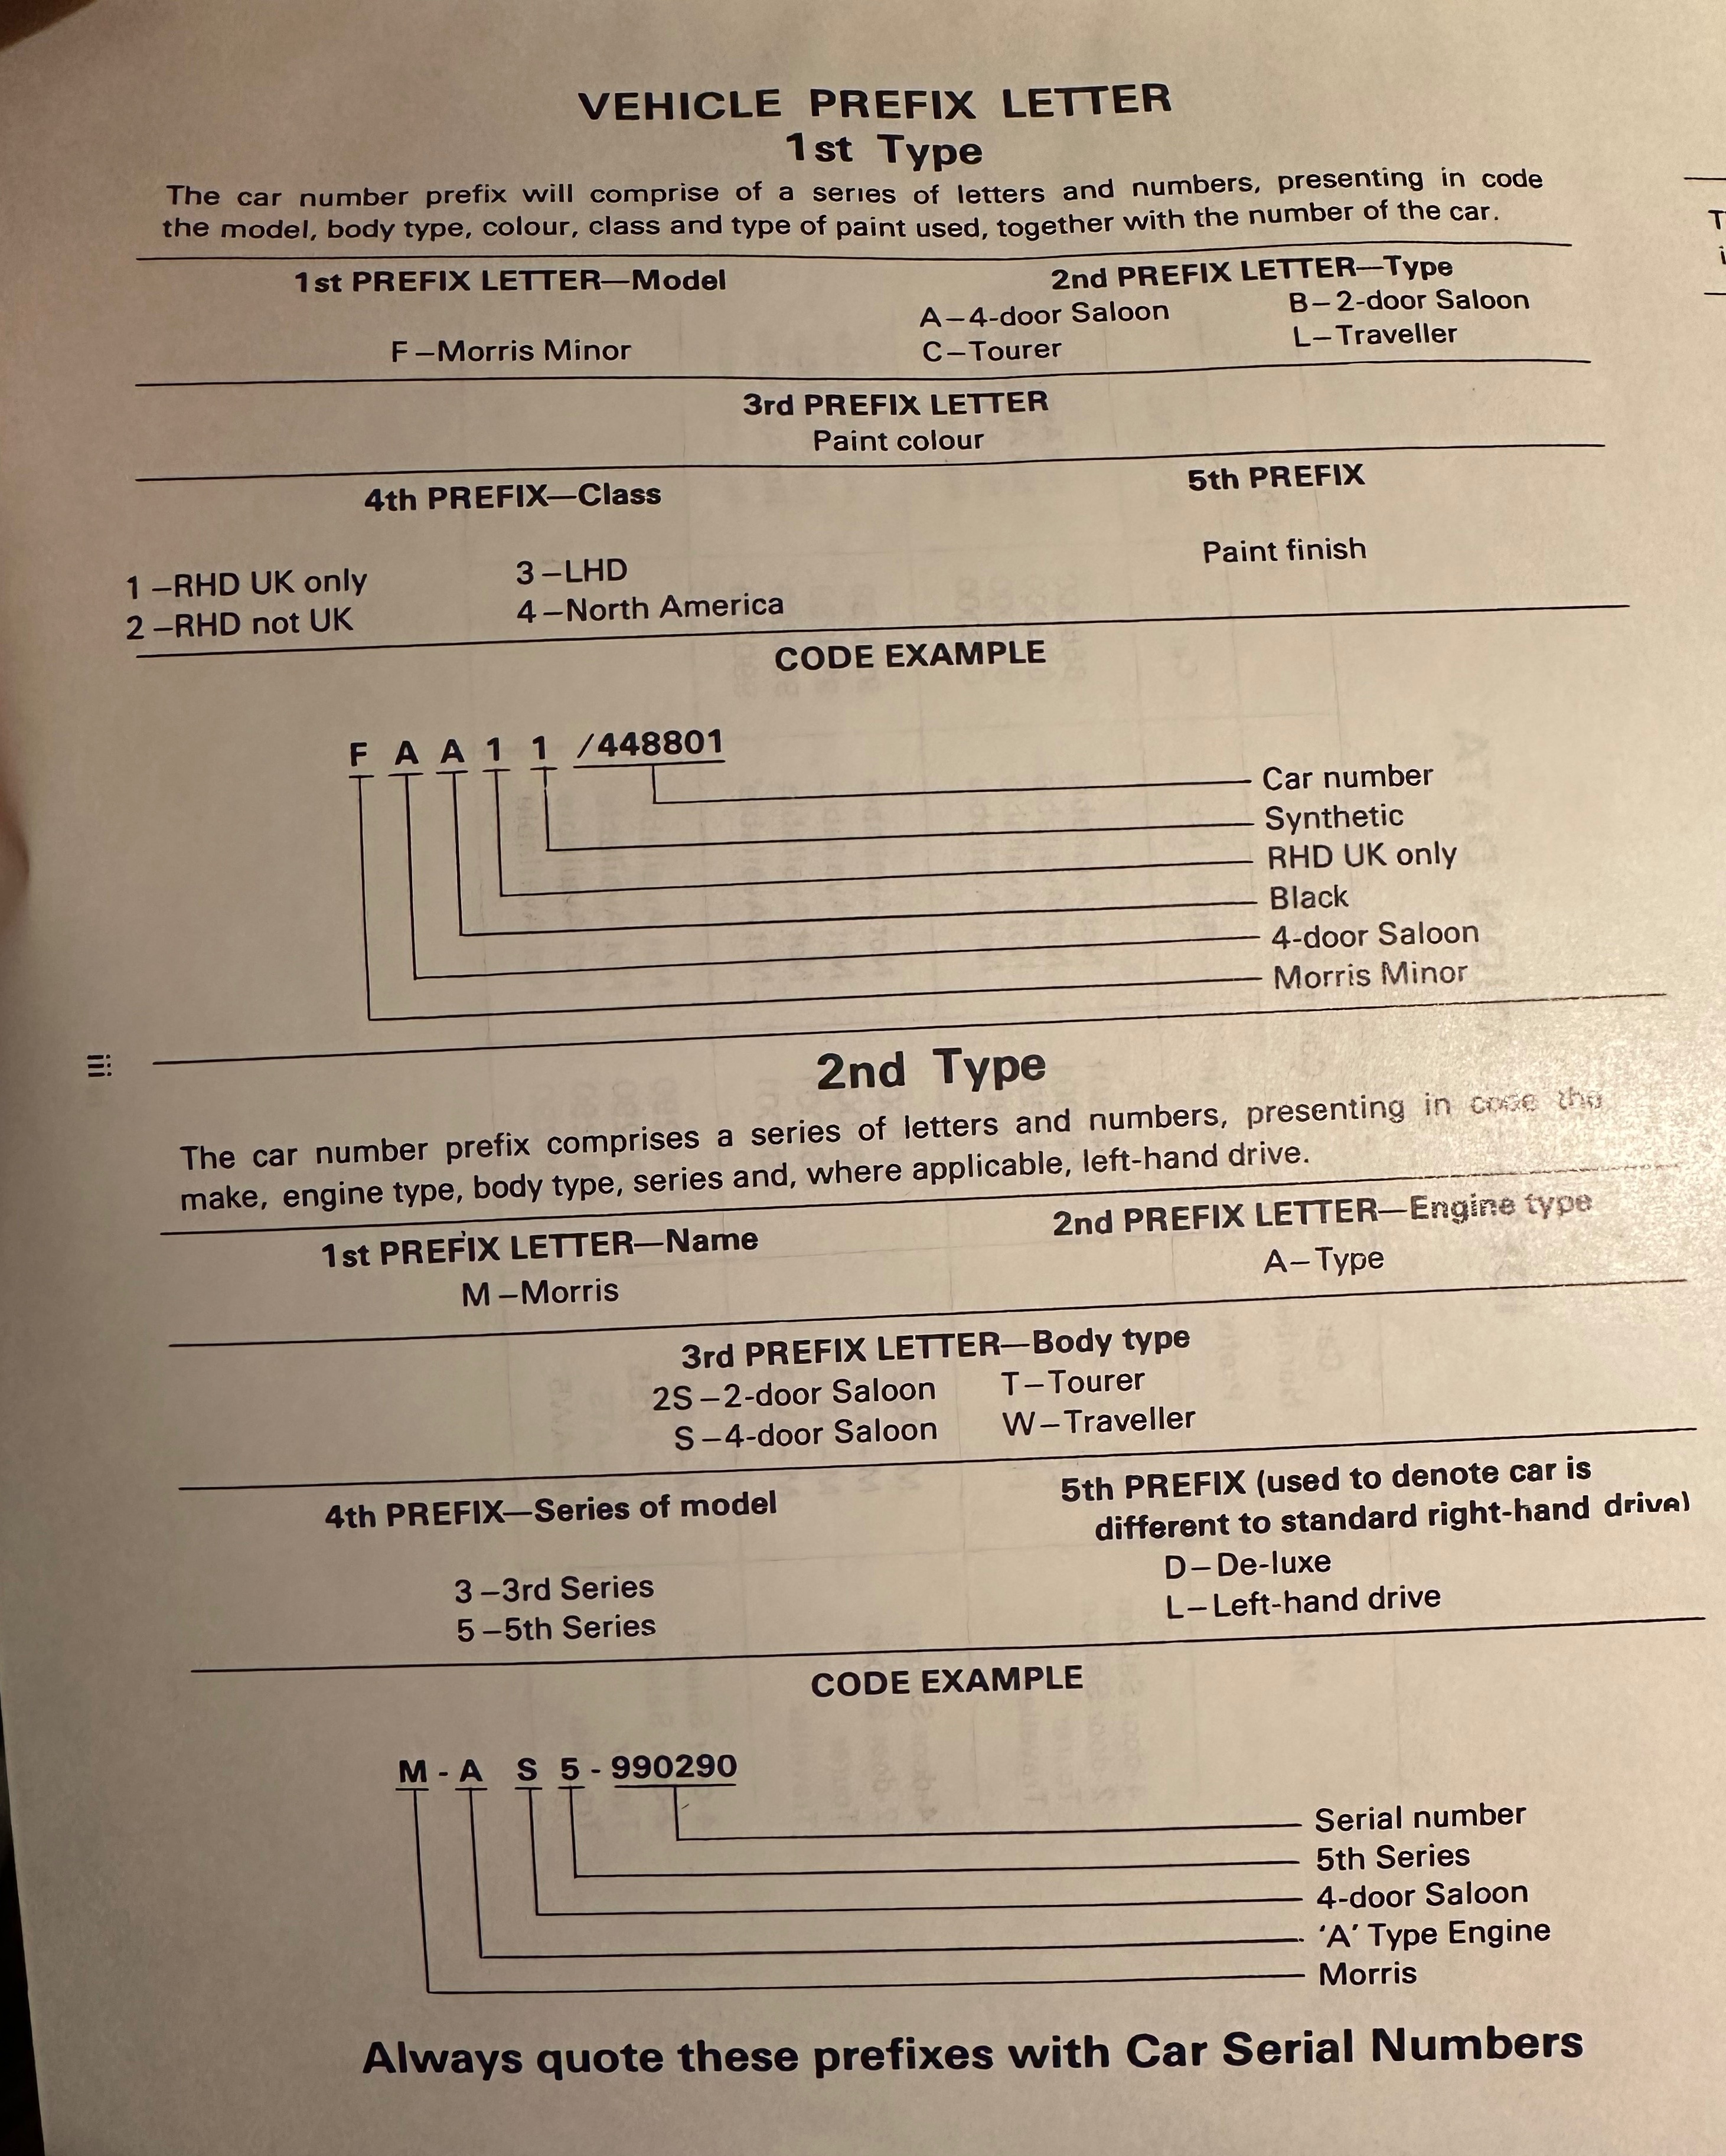 VEHICLE PREFIX LETTER
1st Type
The car number prefix will comprise of a series of letters and numbers, presenting in code
the model, body type, colour, class and type of paint used, together with the number of the car.
1st PREFIX LETTER—Model
F –Morris Minor
2nd PREFIX LETTER—Type
A–4-door Saloon B–2-door Saloon
C–Tourer L–Traveller
3rd PREFIX LETTER
Paint colour
4th PREFIX—Class
1 –RHD UK only 3 –LHD
2 –RHD not UK 4 –North America
5th PREFIX
Paint finish
CODE EXAMPLE
F A A 1 1 /448801
Car number
Synthetic
RHD UK only
Black
4-door Saloon
Morris Minor
2nd Type
The car number prefix comprises a series of letters and numbers, presenting in code the
make, engine type, body type, series and, where applicable, left-hand drive.
1st PREFIX LETTER—Name
M –Morris
2nd PREFIX LETTER—Engine type
A–Type
3rd PREFIX LETTER—Body type
2S –2-door Saloon T–Tourer
S –4-door Saloon W–Traveller
4th PREFIX—Series of model
3 –3rd Series
5 –5th Series
5th PREFIX (used to denote car is
different to standard right-hand drive)
D–De-luxe
L–Left-hand drive
CODE EXAMPLE
M - A S 5 - 990290
Serial number
5th Series
4-door Saloon
‘A’ Type Engine
Morris
Always quote these prefixes with Car Serial Numbers